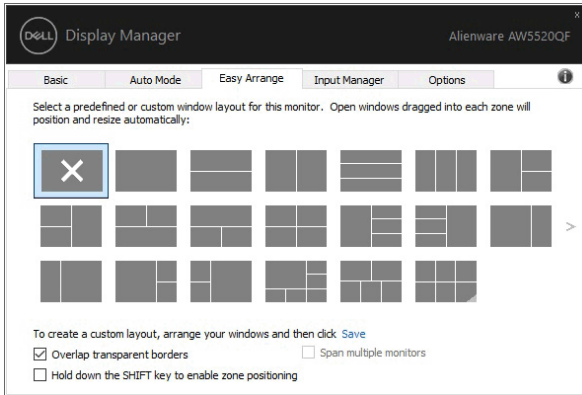 DELL Display Manager Alienware AW5520QF
Basic Auto Mode Easy Arrange Input Manager Options
Select a predefined or custom window layout for this monitor. Open windows dragged into each zone will
position and resize automatically:
To create a custom layout, arrange your windows and then click Save
Overlap transparent borders Span multiple monitors
Hold down the SHIFT key to enable zone positioning